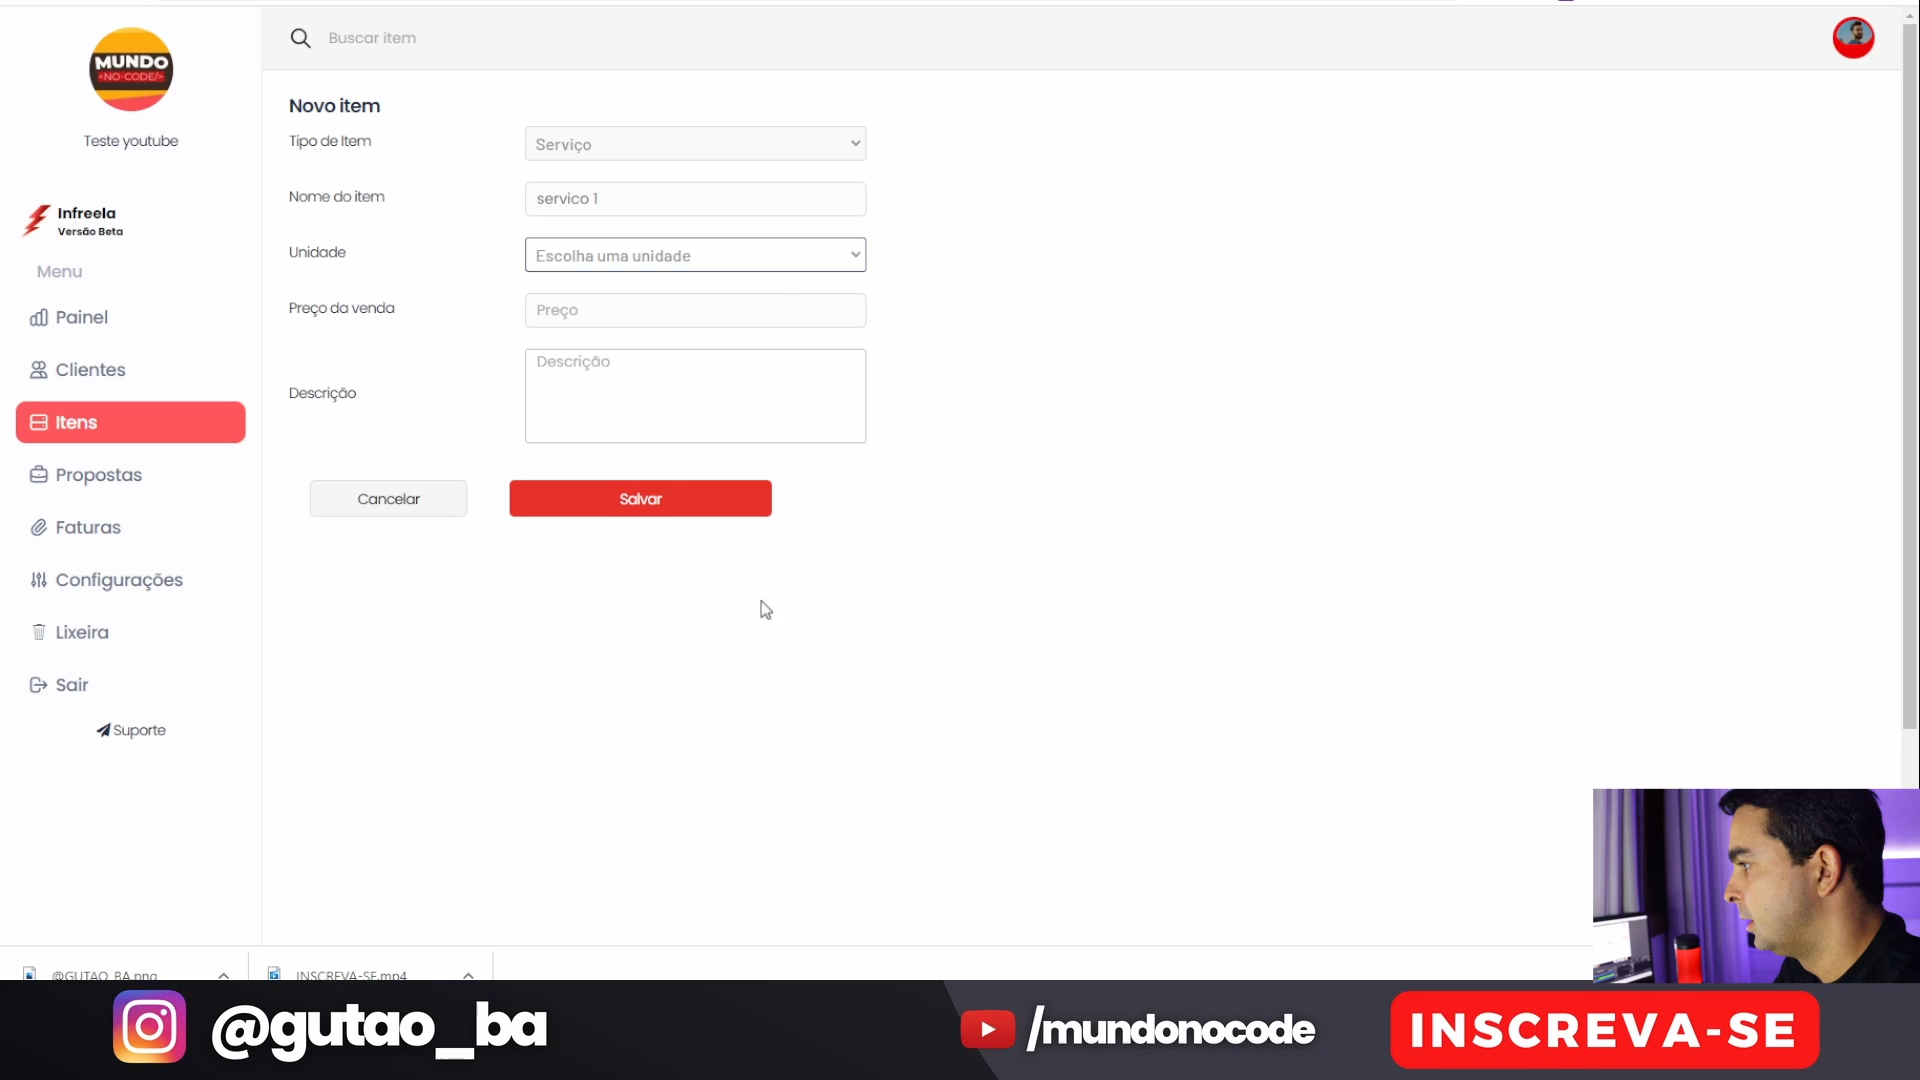 MUNDO
<NO-CODE/>
Teste youtube
Infreela
Versão Beta
Menu
Painel
Clientes
Itens
Propostas
Faturas
Configurações
Lixeira
Sair
Suporte
Buscar item
Novo item
Tipo de Item
Serviço
Nome do item
servico 1
Unidade
Escolha uma unidade
Preço da venda
Preço
Descrição
Descrição
Cancelar
Salvar
@GUTAO_BA.png
INSCREVA-SE.mp4
@gutao_ba
/mundonocode
INSCREVA-SE